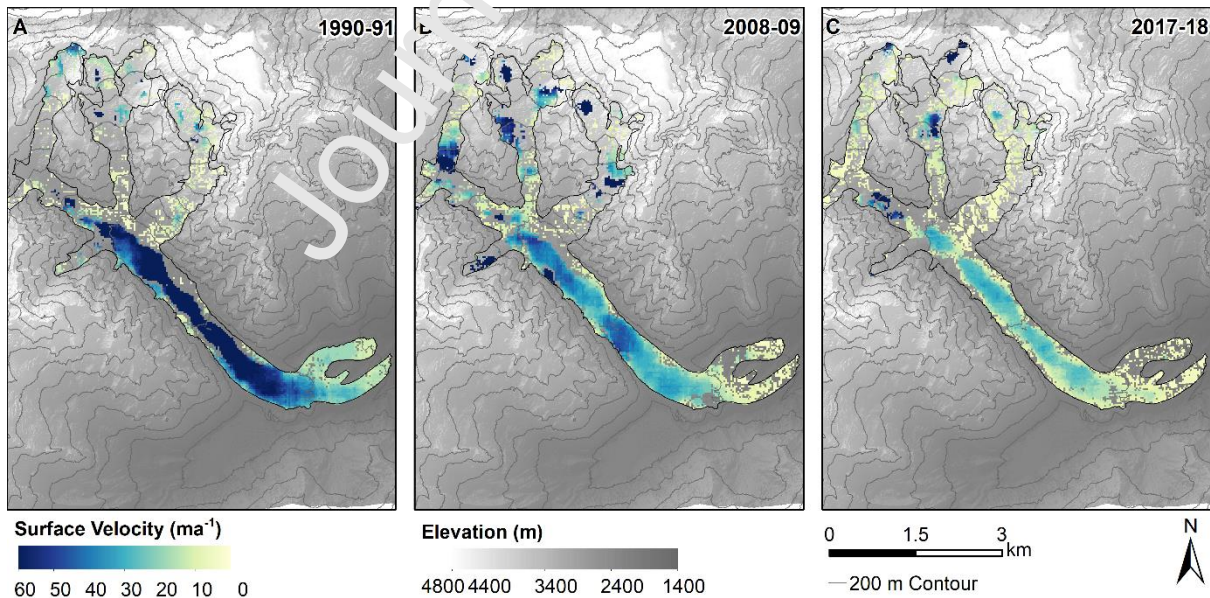 A
1990-91
B
2008-09
C
2017-18
Journ
Surface Velocity (ma⁻¹)
60 50 40 30 20 10 0
Elevation (m)
4800 4400 3400 2400 1400
0 1.5 3
km
200 m Contour
N